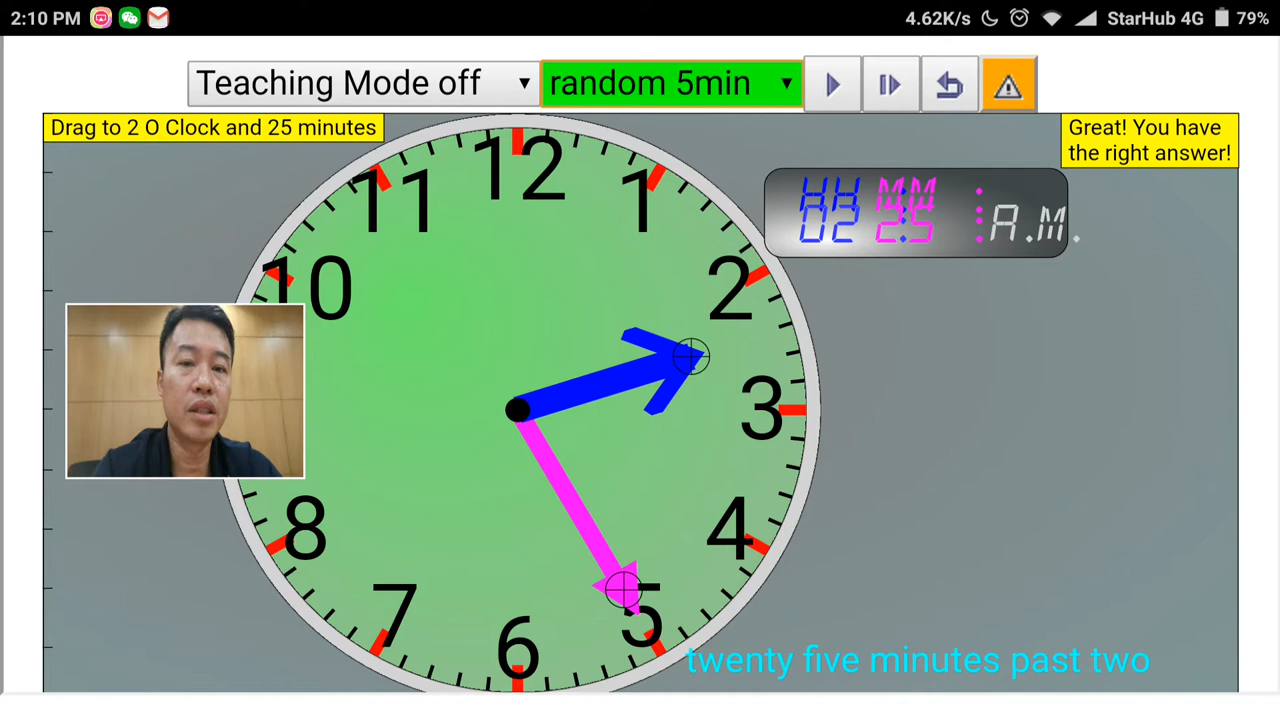 2:10 PM 4.62K/s StarHub 4G 79%
Teaching Mode off random 5min
Drag to 2 O Clock and 25 minutes
Great! You have
the right answer!
HH MM
02:25 : A.M.
12
11 1
10 2
3
8 4
7 5
6
twenty five minutes past two